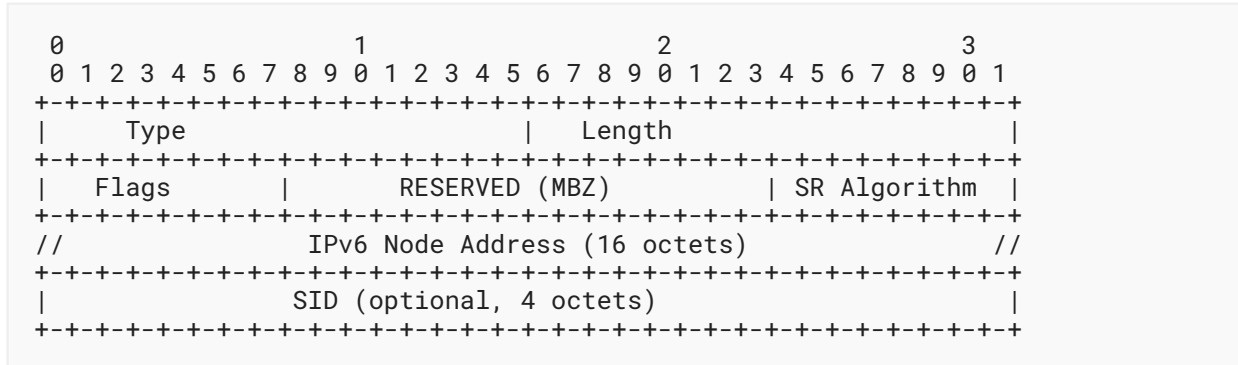 0                   1                   2                   3
 0 1 2 3 4 5 6 7 8 9 0 1 2 3 4 5 6 7 8 9 0 1 2 3 4 5 6 7 8 9 0 1
+-+-+-+-+-+-+-+-+-+-+-+-+-+-+-+-+-+-+-+-+-+-+-+-+-+-+-+-+-+-+-+-+
|     Type                      |   Length                      |
+-+-+-+-+-+-+-+-+-+-+-+-+-+-+-+-+-+-+-+-+-+-+-+-+-+-+-+-+-+-+-+-+
|   Flags       |       RESERVED (MBZ)          | SR Algorithm  |
+-+-+-+-+-+-+-+-+-+-+-+-+-+-+-+-+-+-+-+-+-+-+-+-+-+-+-+-+-+-+-+-+
//                IPv6 Node Address (16 octets)                //
+-+-+-+-+-+-+-+-+-+-+-+-+-+-+-+-+-+-+-+-+-+-+-+-+-+-+-+-+-+-+-+-+
|                SID (optional, 4 octets)                       |
+-+-+-+-+-+-+-+-+-+-+-+-+-+-+-+-+-+-+-+-+-+-+-+-+-+-+-+-+-+-+-+-+